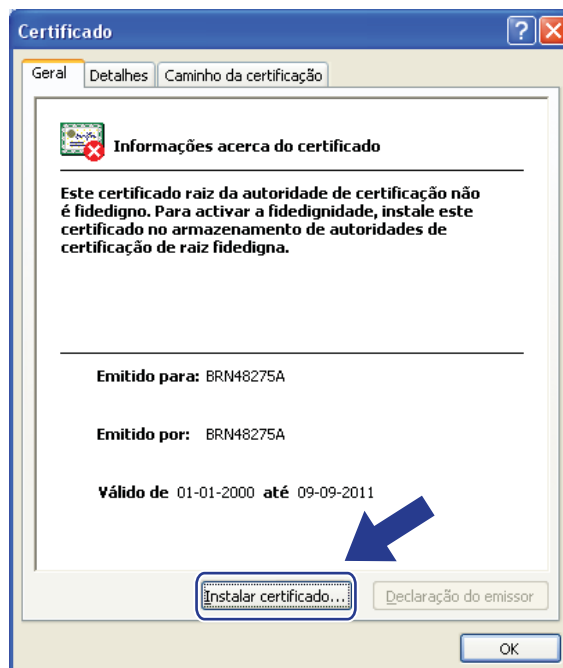 Certificado
Geral Detalhes Caminho da certificação
Informações acerca do certificado
Este certificado raiz da autoridade de certificação não
é fidedigno. Para activar a fidedignidade, instale este
certificado no armazenamento de autoridades de
certificação de raiz fidedigna.
Emitido para: BRN48275A
Emitido por: BRN48275A
Válido de 01-01-2000 até 09-09-2011
Instalar certificado... Declaração do emissor
OK